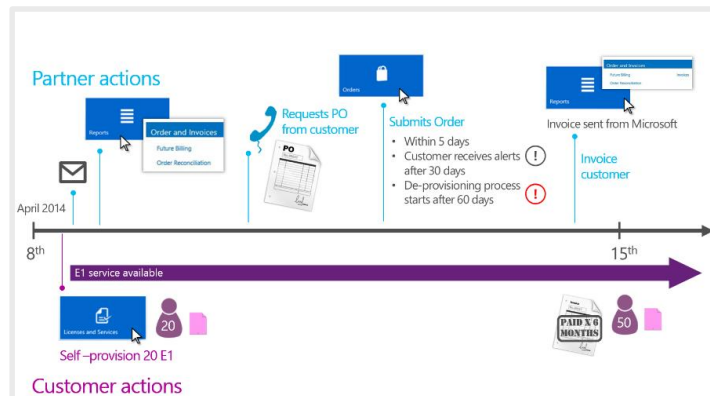 Partner actions
Reports
Order and Invoices
Future Billing
Order Reconciliation
Requests PO
from customer
PO
Orders
Submits Order
• Within 5 days
• Customer receives alerts
after 30 days
• De-provisioning process
starts after 60 days
!
!
Reports
Order and Invoices
Future Billing
Invoices
Order Reconciliation
Invoice sent from Microsoft
Invoice
customer
April 2014
8th
15th
E1 service available
Licenses and Services
20
Self –provision 20 E1
PAID X 6
MONTHS
50
Customer actions